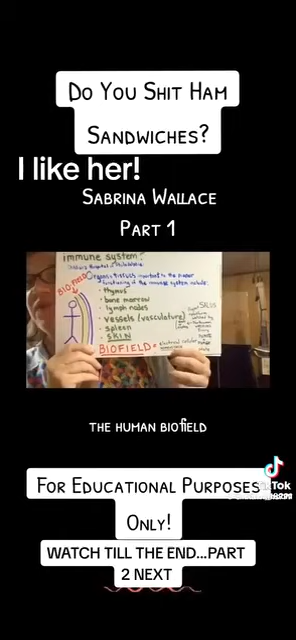 DO YOU SHIT HAM
SANDWICHES?
I like her!
SABRINA WALLACE
PART 1
immune system?
Organs & tissues important to the proper
functioning of the immune system include:
BIOFIELD
• thymus
• bone marrow
• lymph nodes
• vessels (vasculature)
• spleen
• SKIN
BIOFIELD =
THE HUMAN BIOFIELD
FOR EDUCATIONAL PURPOSES
ONLY!
TikTok
WATCH TILL THE END...PART
2 NEXT